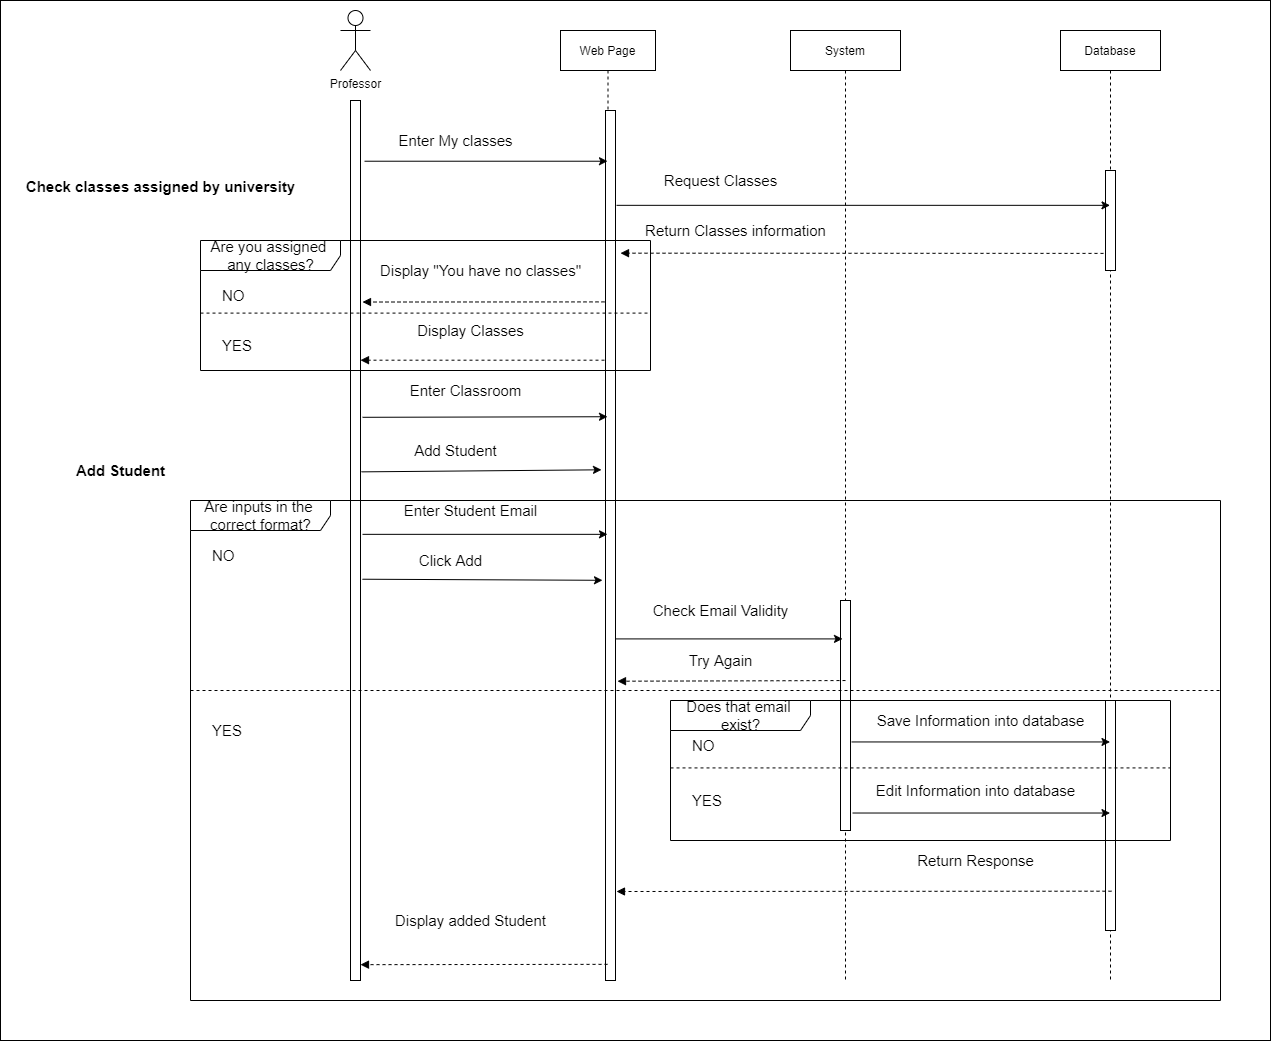 Professor
Web Page
System
Database
Enter My classes
Check classes assigned by university
Request Classes
Return Classes information
Are you assigned
any classes?
Display "You have no classes"
NO
Display Classes
YES
Enter Classroom
Add Student
Add Student
Are inputs in the
correct format?
Enter Student Email
NO
Click Add
Check Email Validity
Try Again
YES
Does that email
exist?
Save Information into database
NO
Edit Information into database
YES
Return Response
Display added Student